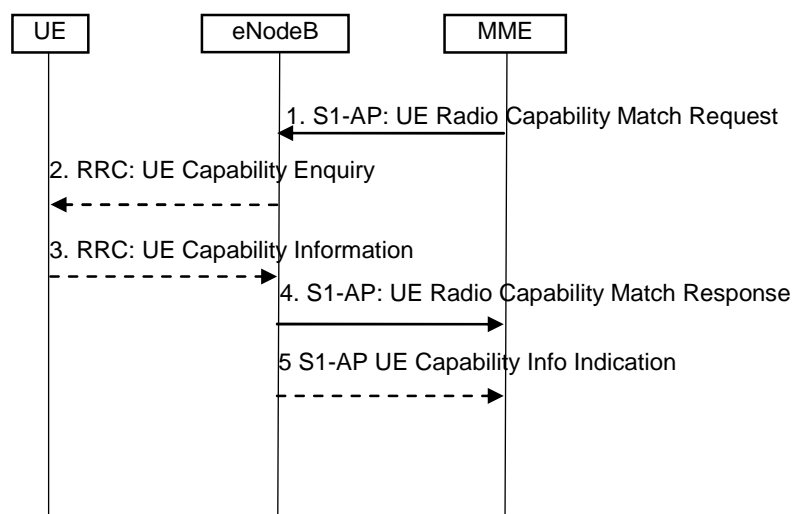 UE
eNodeB
MME
1. S1-AP: UE Radio Capability Match Request
2. RRC: UE Capability Enquiry
3. RRC: UE Capability Information
4. S1-AP: UE Radio Capability Match Response
5 S1-AP UE Capability Info Indication